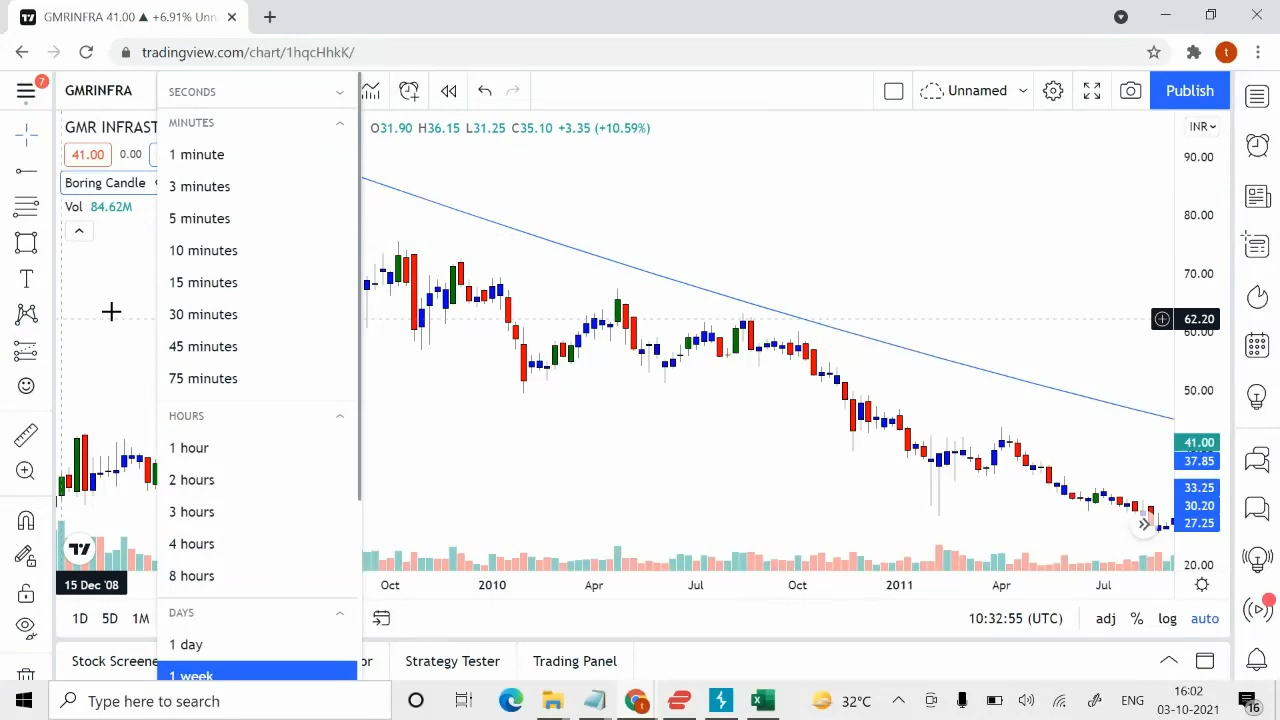 GMRINFRA 41.00 ▲ +6.91% Unn
tradingview.com/chart/1hqcHhkK/
7
GMRINFRA
Unnamed
Publish
GMR INFRAST
O31.90 H36.15 L31.25 C35.10 +3.35 (+10.59%)
INR
41.00 0.00
Boring Candle
Vol 84.62M
SECONDS
MINUTES
1 minute
3 minutes
5 minutes
10 minutes
15 minutes
30 minutes
45 minutes
75 minutes
HOURS
1 hour
2 hours
3 hours
4 hours
8 hours
DAYS
1 day
1 week
90.00
80.00
70.00
62.20
60.00
50.00
41.00
37.85
33.25
30.20
27.25
20.00
15 Dec '08
Oct 2010 Apr Jul Oct 2011 Apr Jul
1D 5D 1M
10:32:55 (UTC) adj % log auto
Stock Screene
or Strategy Tester Trading Panel
Type here to search
32°C
ENG
16:02
03-10-2021
16